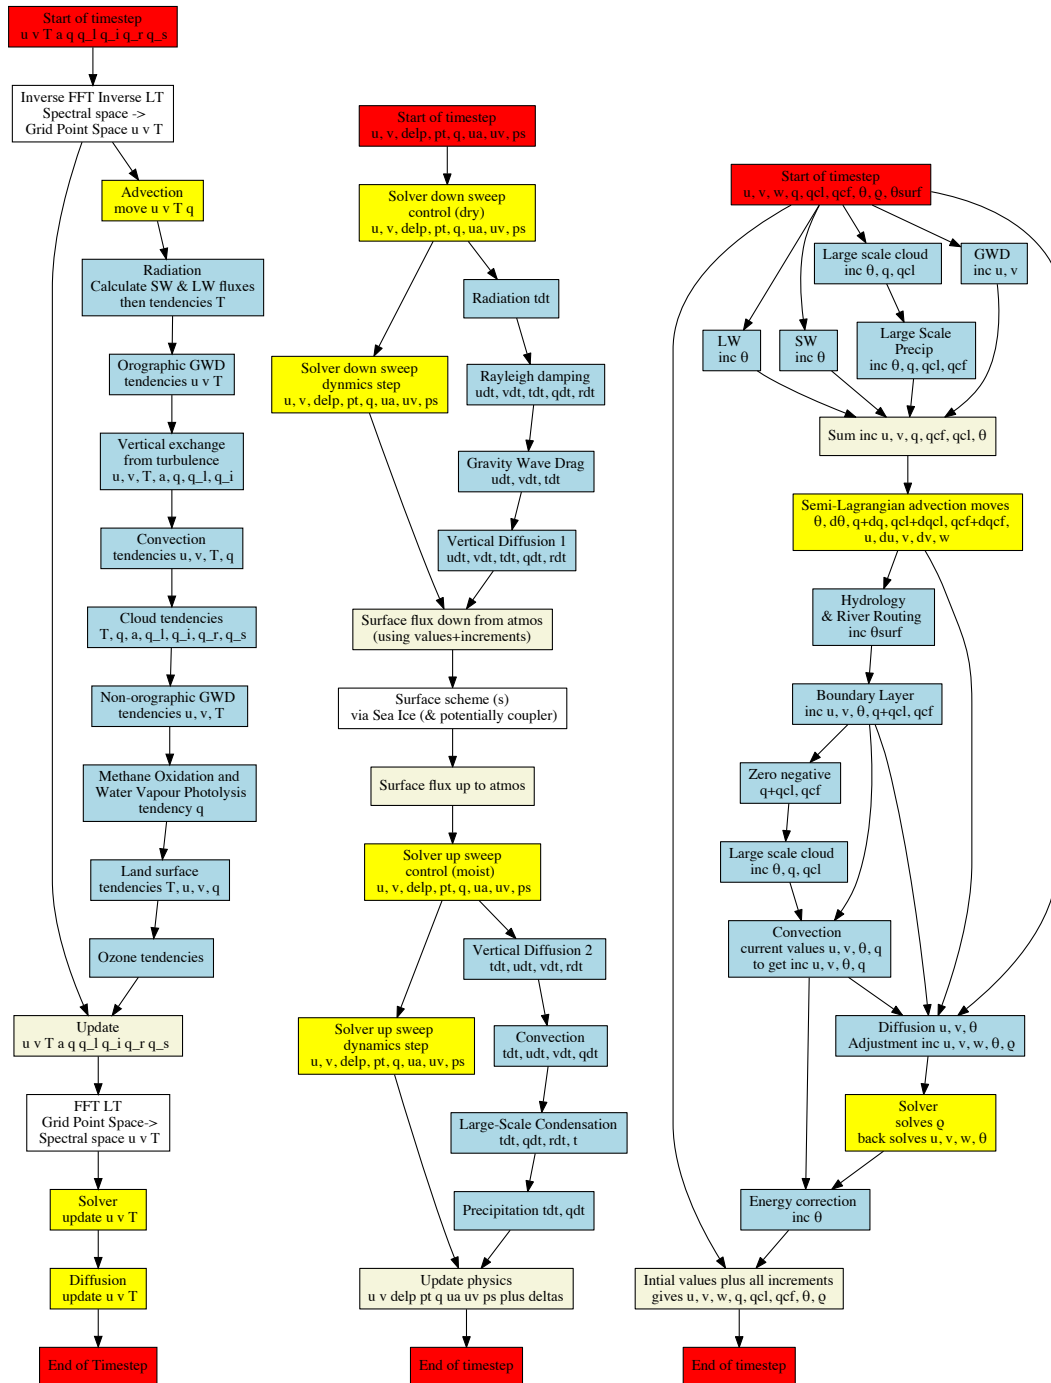 Start of timestep
u v T a q q_l q_i q_r q_s
Inverse FFT Inverse LT
Spectral space ->
Grid Point Space u v T
Advection
move u v T q
Radiation
Calculate SW & LW fluxes
then tendencies T
Orographic GWD
tendencies u v T
Vertical exchange
from turbulence
u, v, T, a, q, q_l, q_i
Convection
tendencies u, v, T, q
Cloud tendencies
T, q, a, q_l, q_i, q_r, q_s
Non-orographic GWD
tendencies u, v, T
Methane Oxidation and
Water Vapour Photolysis
tendency q
Land surface
tendencies T, u, v, q
Ozone tendencies
Update
u v T a q q_l q_i q_r q_s
FFT LT
Grid Point Space->
Spectral space u v T
Solver
update u v T
Diffusion
update u v T
End of Timestep
Start of timestep
u, v, delp, pt, q, ua, uv, ps
Solver down sweep
control (dry)
u, v, delp, pt, q, ua, uv, ps
Radiation tdt
Solver down sweep
dynmics step
u, v, delp, pt, q, ua, uv, ps
Rayleigh damping
udt, vdt, tdt, qdt, rdt
Gravity Wave Drag
udt, vdt, tdt
Vertical Diffusion 1
udt, vdt, tdt, qdt, rdt
Surface flux down from atmos
(using values+increments)
Surface scheme (s)
via Sea Ice (& potentially coupler)
Surface flux up to atmos
Solver up sweep
control (moist)
u, v, delp, pt, q, ua, uv, ps
Vertical Diffusion 2
tdt, udt, vdt, rdt
Solver up sweep
dynamics step
u, v, delp, pt, q, ua, uv, ps
Convection
tdt, udt, vdt, qdt
Large-Scale Condensation
tdt, qdt, rdt, t
Precipitation tdt, qdt
Update physics
u v delp pt q ua uv ps plus deltas
End of timestep
Start of timestep
u, v, w, q, qcl, qcf, θ, ϱ, θsurf
Large scale cloud
inc θ, q, qcl
GWD
inc u, v
LW
inc θ
SW
inc θ
Large Scale
Precip
inc θ, q, qcl, qcf
Sum inc u, v, q, qcf, qcl, θ
Semi-Lagrangian advection moves
θ, dθ, q+dq, qcl+dqcl, qcf+dqcf,
u, du, v, dv, w
Hydrology
& River Routing
inc θsurf
Boundary Layer
inc u, v, θ, q+qcl, qcf
Zero negative
q+qcl, qcf
Large scale cloud
inc θ, q, qcl
Convection
current values u, v, θ, q
to get inc u, v, θ, q
Diffusion u, v, θ
Adjustment inc u, v, w, θ, ϱ
Solver
solves ϱ
back solves u, v, w, θ
Energy correction
inc θ
Intial values plus all increments
gives u, v, w, q, qcl, qcf, θ, ϱ
End of timestep